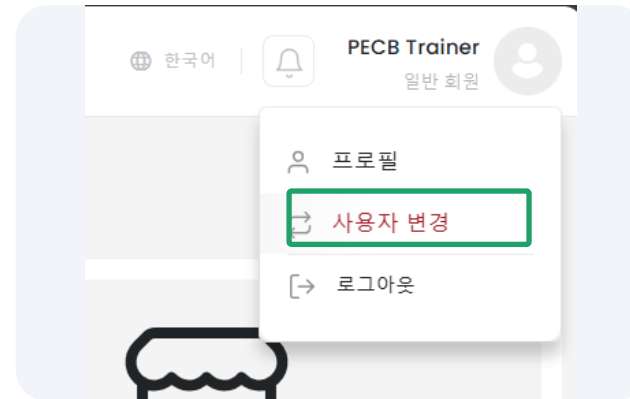 한국어
PECB Trainer
일반 회원
프로필
사용자 변경
로그아웃